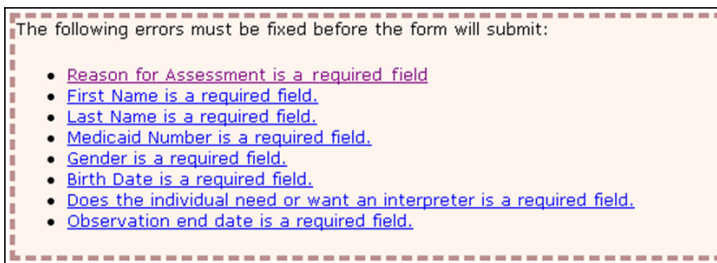 The following errors must be fixed before the form will submit:
Reason for Assessment is a required field
First Name is a required field.
Last Name is a required field.
Medicaid Number is a required field.
Gender is a required field.
Birth Date is a required field.
Does the individual need or want an interpreter is a required field.
Observation end date is a required field.